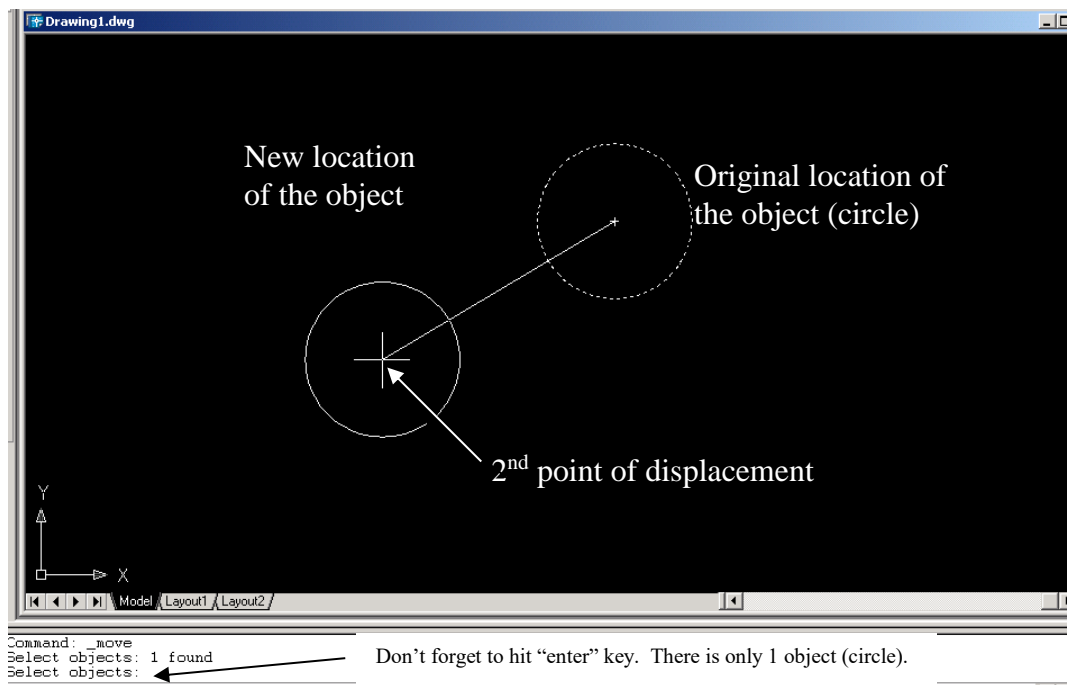 Drawing1.dwg
New location
of the object
Original location of
the object (circle)
2nd point of displacement
Y
X
Model Layout1 Layout2
Command: _move
Select objects: 1 found
Select objects:
Don’t forget to hit “enter” key.  There is only 1 object (circle).